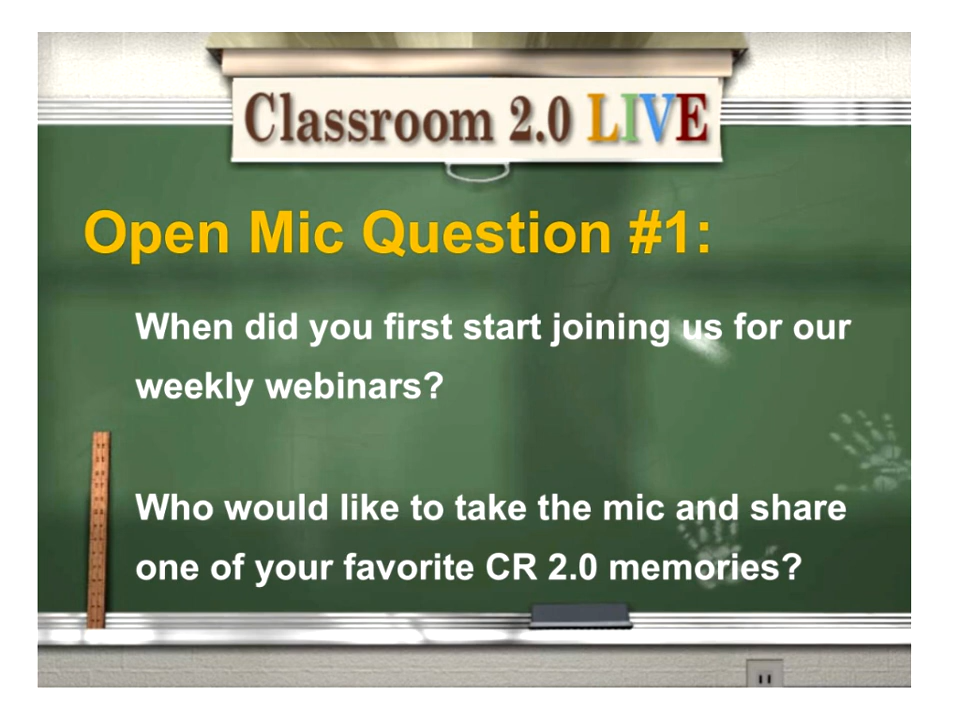 Classroom 2.0 LIVE
Open Mic Question #1:
When did you first start joining us for our
weekly webinars?
Who would like to take the mic and share
one of your favorite CR 2.0 memories?